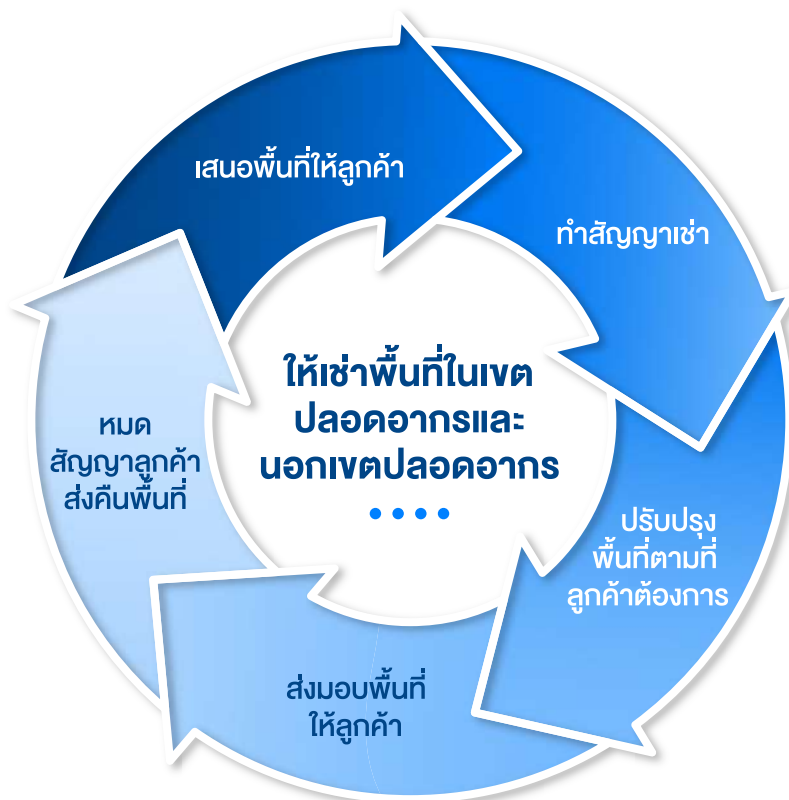 เสนอพื้นที่ให้ลูกค้า
ทำสัญญาเช่า
ให้เช่าพื้นที่ในเขต
ปลอดอากรและ
นอกเขตปลอดอากร
ปรับปรุง
พื้นที่ตามที่
ลูกค้าต้องการ
ส่งมอบพื้นที่
ให้ลูกค้า
หมด
สัญญาลูกค้า
ส่งคืนพื้นที่